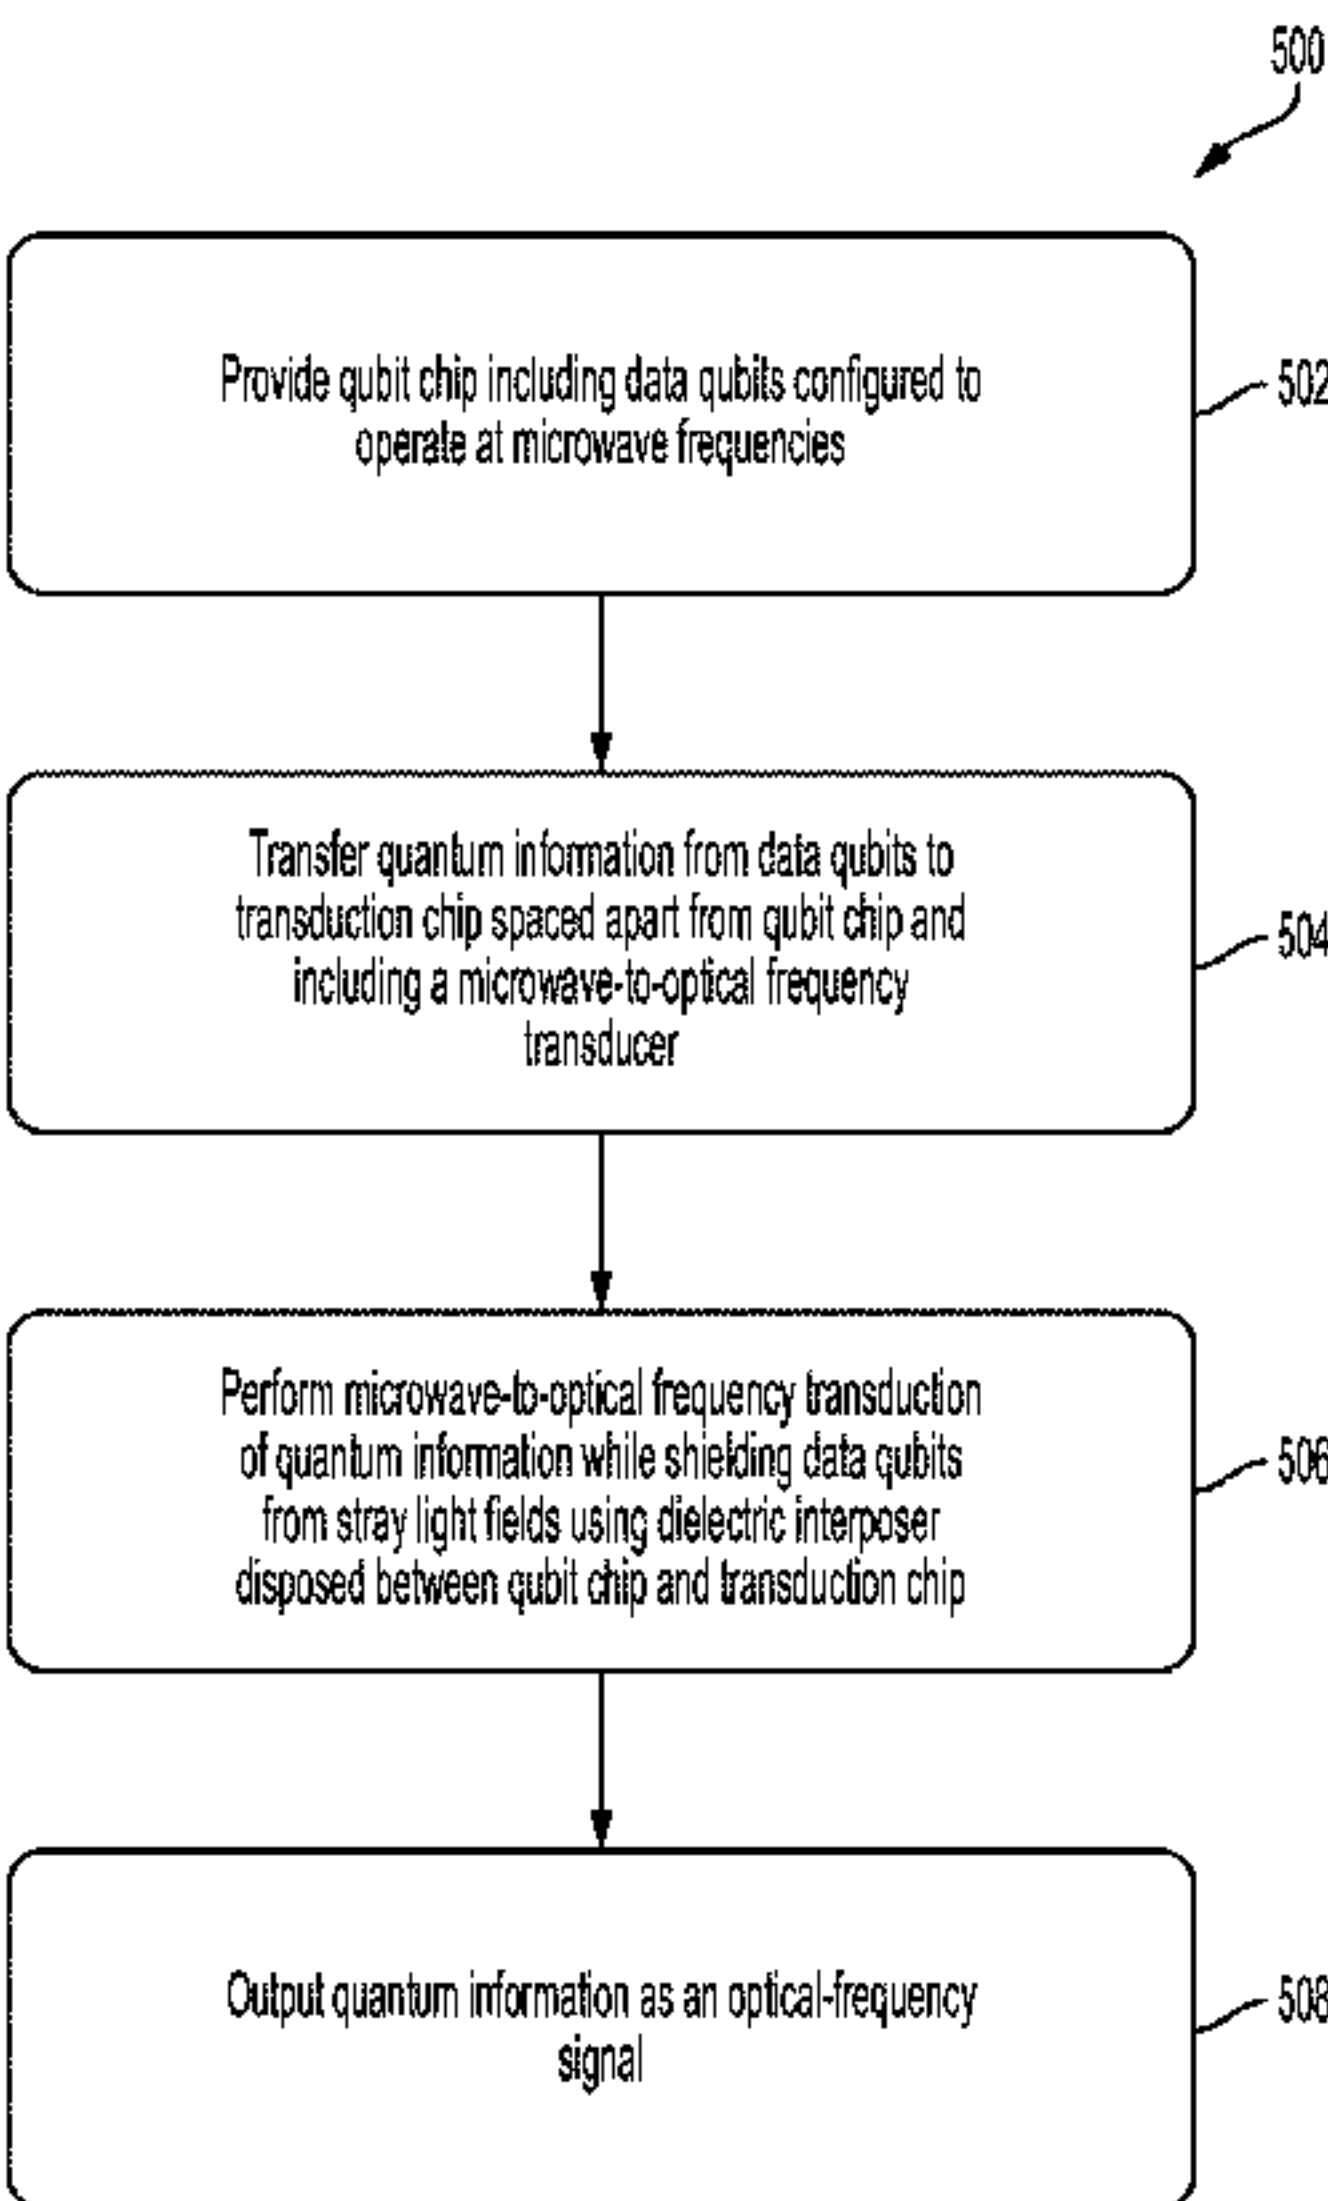 500
Provide qubit chip including data qubits configured to
operate at microwave frequencies
502
Transfer quantum information from data qubits to
transduction chip spaced apart from qubit chip and
including a microwave-to-optical frequency
transducer
504
Perform microwave-to-optical frequency transduction
of quantum information while shielding data qubits
from stray light fields using dielectric interposer
disposed between qubit chip and transduction chip
506
Output quantum information as an optical-frequency
signal
508